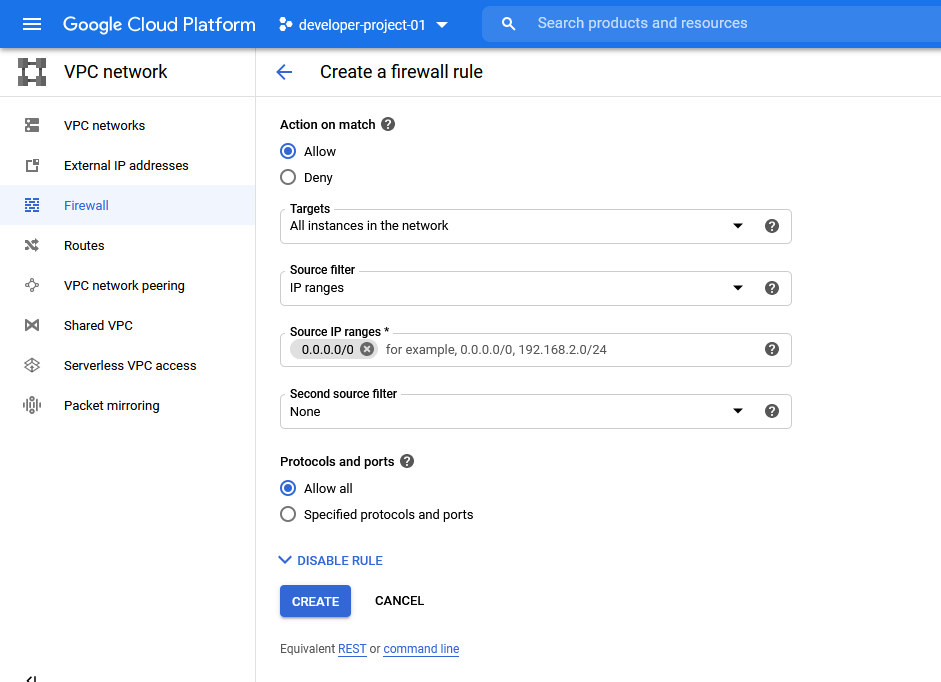 Google Cloud Platform developer-project-01 Search products and resources
VPC network
Create a firewall rule
VPC networks
External IP addresses
Firewall
Routes
VPC network peering
Shared VPC
Serverless VPC access
Packet mirroring
Action on match
Allow
Deny
Targets
All instances in the network
Source filter
IP ranges
Source IP ranges *
0.0.0.0/0 for example, 0.0.0.0/0, 192.168.2.0/24
Second source filter
None
Protocols and ports
Allow all
Specified protocols and ports
DISABLE RULE
CREATE CANCEL
Equivalent REST or command line